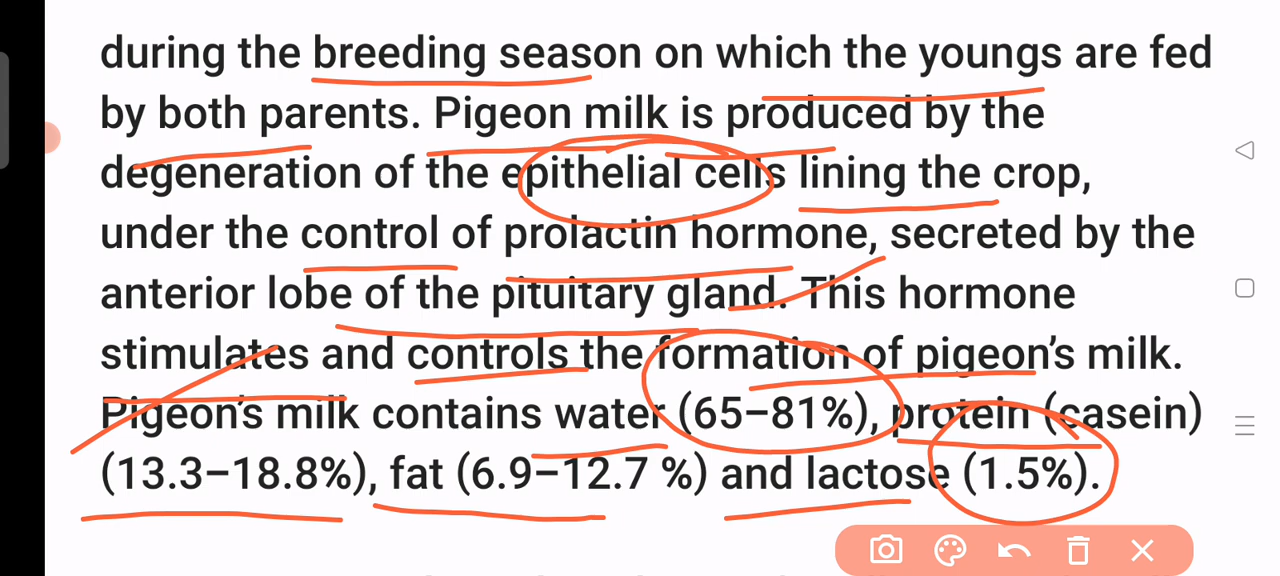 during the breeding season on which the youngs are fed
by both parents. Pigeon milk is produced by the
degeneration of the epithelial cells lining the crop,
under the control of prolactin hormone, secreted by the
anterior lobe of the pituitary gland. This hormone
stimulates and controls the formation of pigeon’s milk.
Pigeon’s milk contains water (65–81%), protein (casein)
(13.3–18.8%), fat (6.9–12.7 %) and lactose (1.5%).